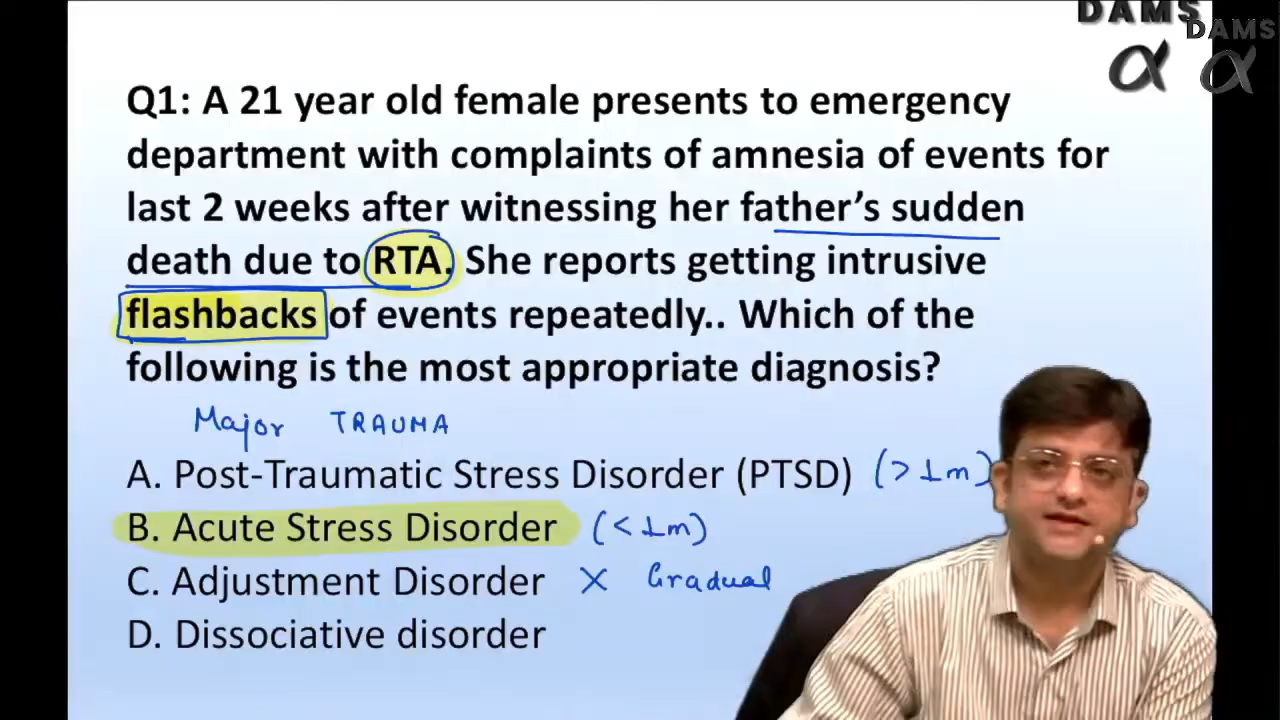 DAMS
DAMS
α α
Q1: A 21 year old female presents to emergency
department with complaints of amnesia of events for
last 2 weeks after witnessing her father’s sudden
death due to RTA. She reports getting intrusive
flashbacks of events repeatedly.. Which of the
following is the most appropriate diagnosis?
Major TRAUMA
A. Post-Traumatic Stress Disorder (PTSD) (>1m)
B. Acute Stress Disorder (<1m)
C. Adjustment Disorder X Gradual
D. Dissociative disorder